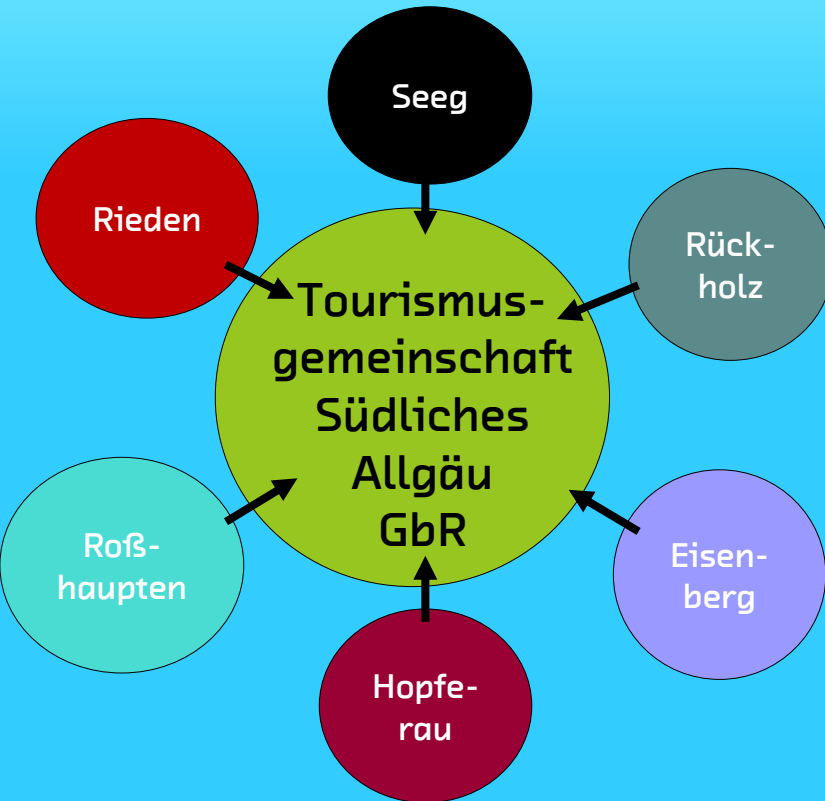 Seeg
Rieden
Rück-
holz
Tourismus-
gemeinschaft
Südliches
Allgäu
GbR
Roß-
haupten
Eisen-
berg
Hopfe-
rau